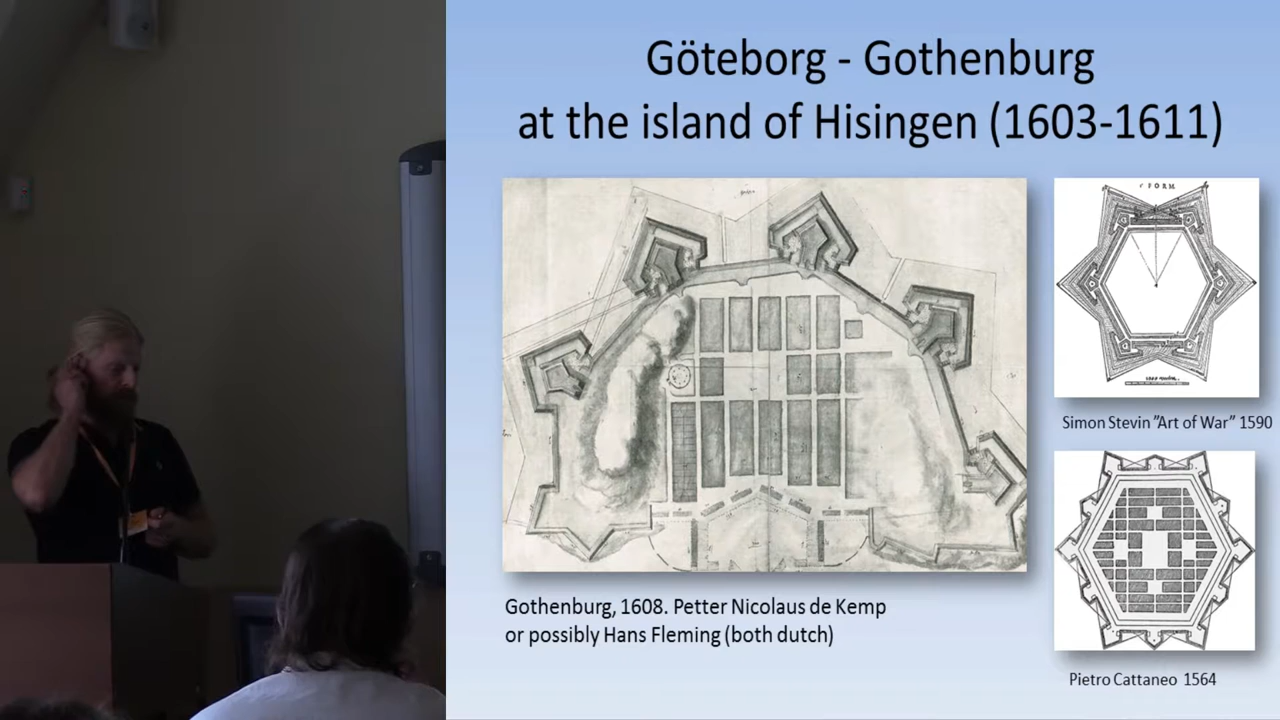 Göteborg - Gothenburg
at the island of Hisingen (1603-1611)
FORM
Simon Stevin ”Art of War” 1590
Gothenburg, 1608. Petter Nicolaus de Kemp
or possibly Hans Fleming (both dutch)
Pietro Cattaneo 1564